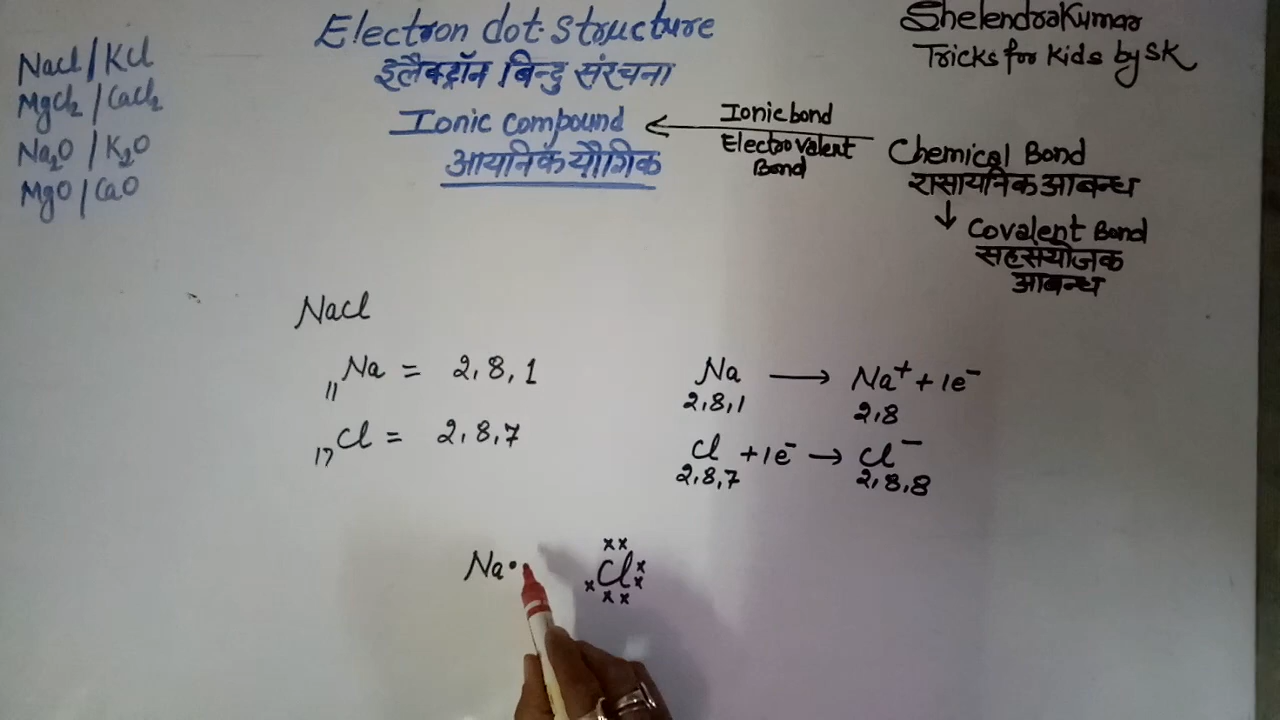 Electron dot structure
इलैक्ट्रॉन बिन्दु संरचना
Ionic compound
आयनिक यौगिक
Shelendra Kumar
Tricks for kids by SK
NaCl / KCl
MgCl₂ / CaCl₂
Na₂O / K₂O
MgO / CaO
Ionic bond
Electrovalent
Bond
Chemical Bond
रासायनिक आबन्ध
Covalent Bond
सहसंयोजक
आबन्ध
NaCl
₁₁Na = 2, 8, 1
₁₇Cl = 2, 8, 7
Na → Na⁺ + 1e⁻
2,8,1 2,8
Cl + 1e⁻ → Cl⁻
2,8,7 2,8,8
Na• Cl